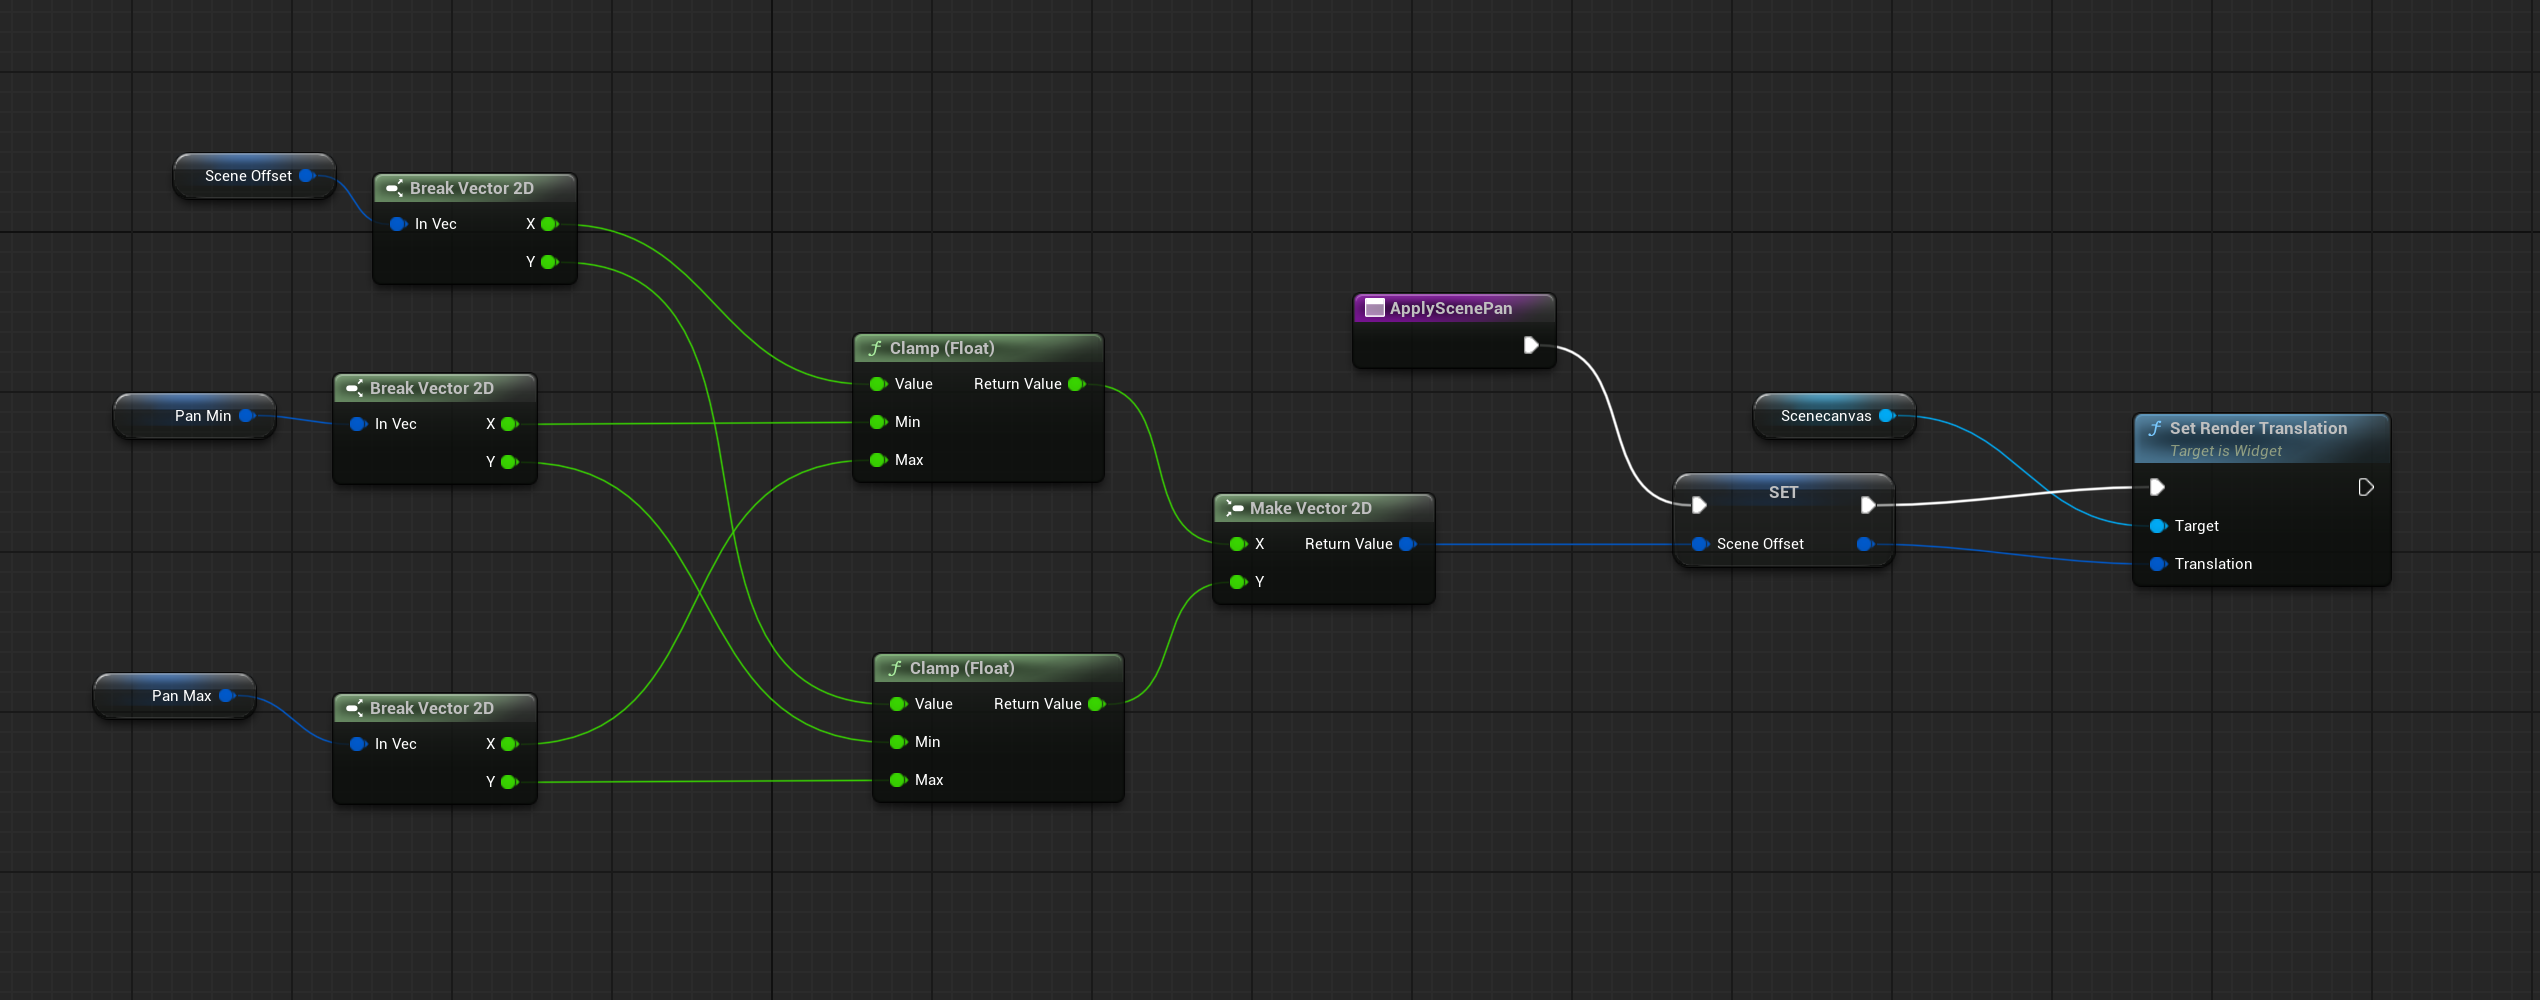 Scene Offset
Break Vector 2D
In Vec
X
Y
Pan Min
Break Vector 2D
In Vec
X
Y
Pan Max
Break Vector 2D
In Vec
X
Y
Clamp (Float)
Value
Return Value
Min
Max
Clamp (Float)
Value
Return Value
Min
Max
Make Vector 2D
X
Return Value
Y
ApplyScenePan
SET
Scene Offset
Scenecanvas
Set Render Translation
Target is Widget
Target
Translation